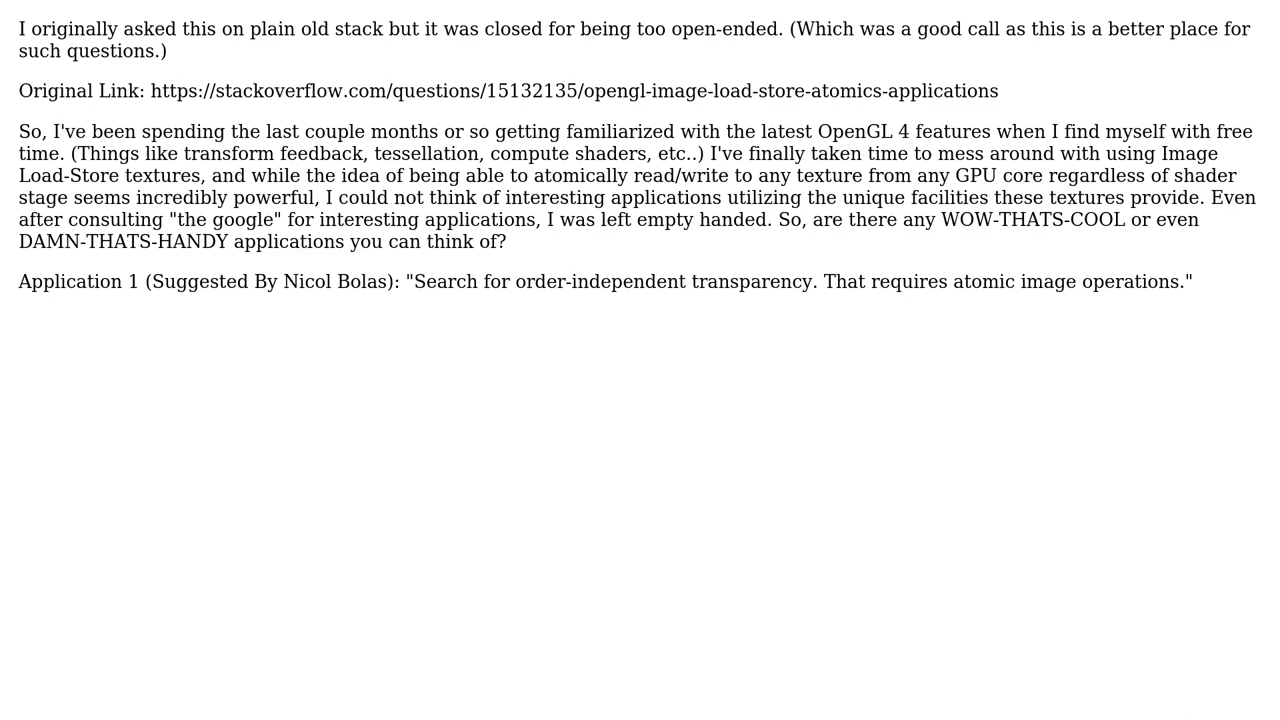 I originally asked this on plain old stack but it was closed for being too open-ended. (Which was a good call as this is a better place for
such questions.)
Original Link: https://stackoverflow.com/questions/15132135/opengl-image-load-store-atomics-applications
So, I've been spending the last couple months or so getting familiarized with the latest OpenGL 4 features when I find myself with free
time. (Things like transform feedback, tessellation, compute shaders, etc..) I've finally taken time to mess around with using Image
Load-Store textures, and while the idea of being able to atomically read/write to any texture from any GPU core regardless of shader
stage seems incredibly powerful, I could not think of interesting applications utilizing the unique facilities these textures provide. Even
after consulting "the google" for interesting applications, I was left empty handed. So, are there any WOW-THATS-COOL or even
DAMN-THATS-HANDY applications you can think of?
Application 1 (Suggested By Nicol Bolas): "Search for order-independent transparency. That requires atomic image operations."